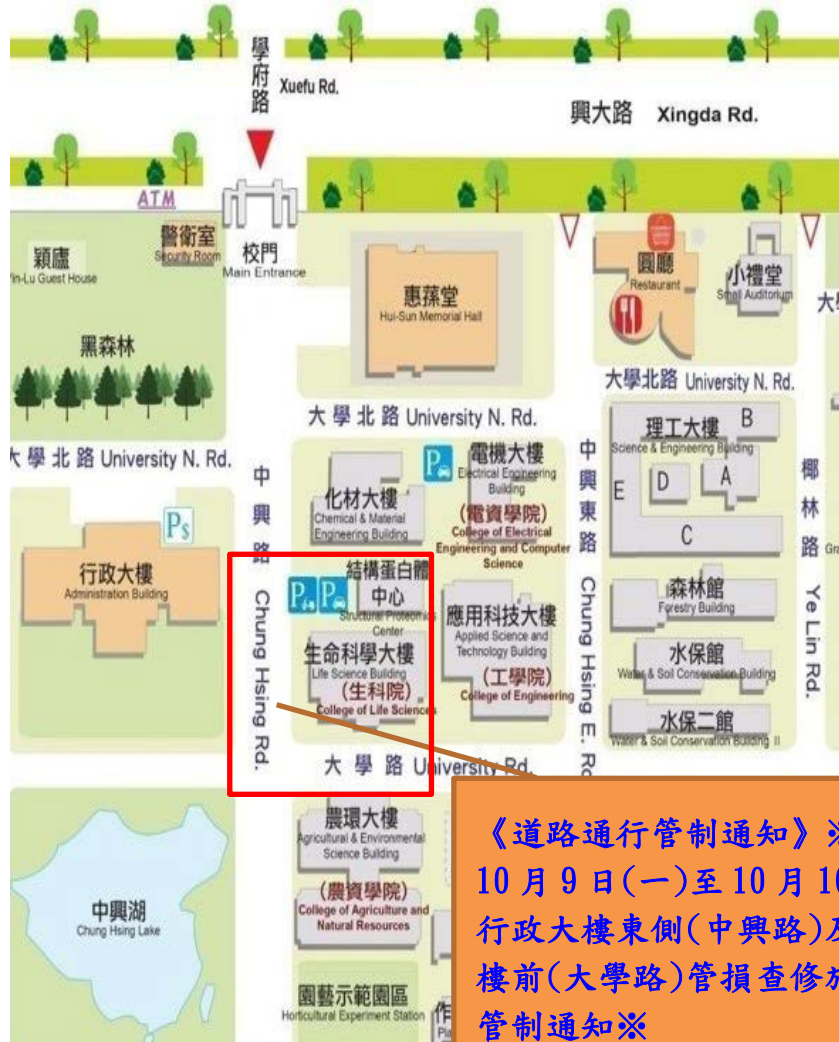 學府路
Xuefu Rd.
興大路 Xingda Rd.
ATM
警衛室
Security Room
校門
Main Entrance
穎廬
in-Lu Guest House
黑森林
惠蓀堂
Hui-Sun Memorial Hall
圓廳
Restaurant
小禮堂
Small Auditorium
大學北路 University N. Rd.
大學北路 University N. Rd.
大學北路 University N. Rd.
中興路 Chung Hsing Rd.
中興東路 Chung Hsing E. Rd
椰林路 Ye Lin Rd.
行政大樓
Administration Building
Ps
化材大樓
Chemical & Material
Engineering Building
P
電機大樓
Electrical Engineering
Building
(電資學院)
College of Electrical
Engineering and Computer
Science
理工大樓
Science & Engineering Building
A
B
C
D
E
P P
結構蛋白體
中心
Structural Proteomics
Center
生命科學大樓
Life Science Building
(生科院)
College of Life Sciences
應用科技大樓
Applied Science and
Technology Building
(工學院)
College of Engineering
森林館
Forestry Building
水保館
Water & Soil Conservation Building
水保二館
Water & Soil Conservation Building II
大學路 University Rd.
中興湖
Chung Hsing Lake
農環大樓
Agricultural & Environmental
Science Building
(農資學院)
College of Agriculture and
Natural Resources
園藝示範園區
Horticultural Experiment Station
作
《道路通行管制通知》※
10月9日(一)至10月10
行政大樓東側(中興路)及
樓前(大學路)管損查修施
管制通知※